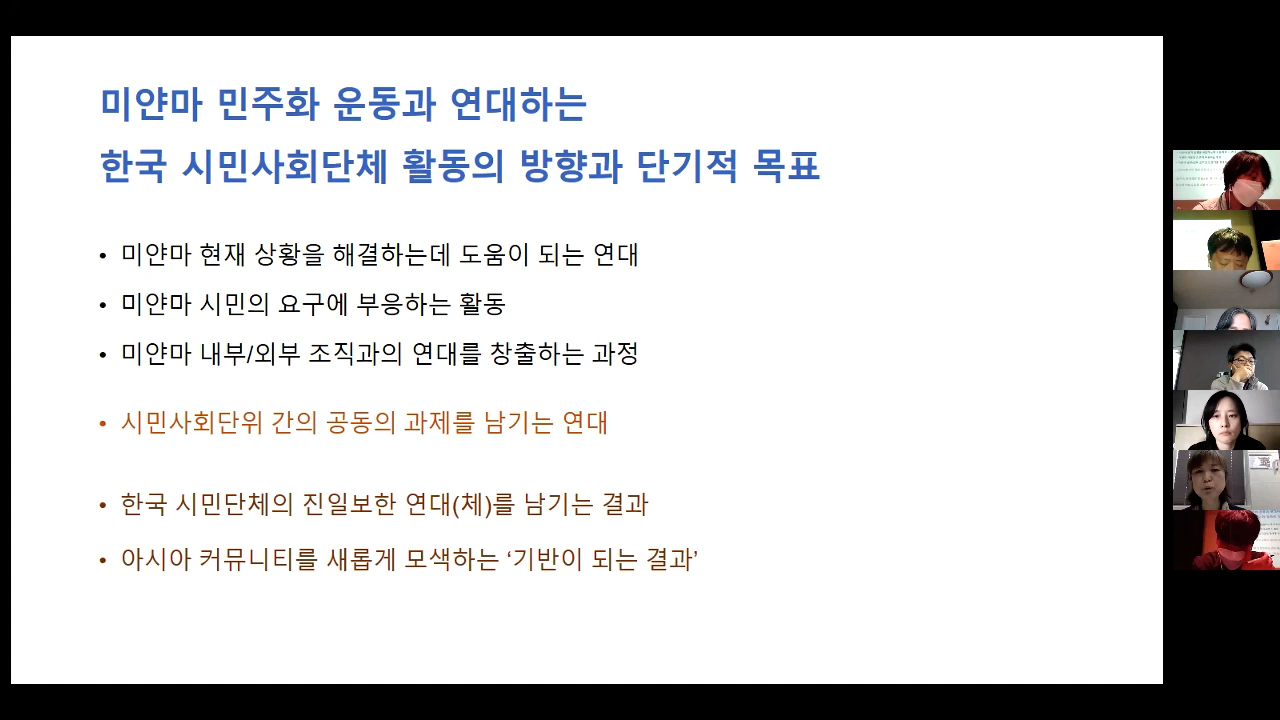 미얀마 민주화 운동과 연대하는
한국 시민사회단체 활동의 방향과 단기적 목표
• 미얀마 현재 상황을 해결하는데 도움이 되는 연대
• 미얀마 시민의 요구에 부응하는 활동
• 미얀마 내부/외부 조직과의 연대를 창출하는 과정
• 시민사회단위 간의 공동의 과제를 남기는 연대
• 한국 시민단체의 진일보한 연대(체)를 남기는 결과
• 아시아 커뮤니티를 새롭게 모색하는 ‘기반이 되는 결과’